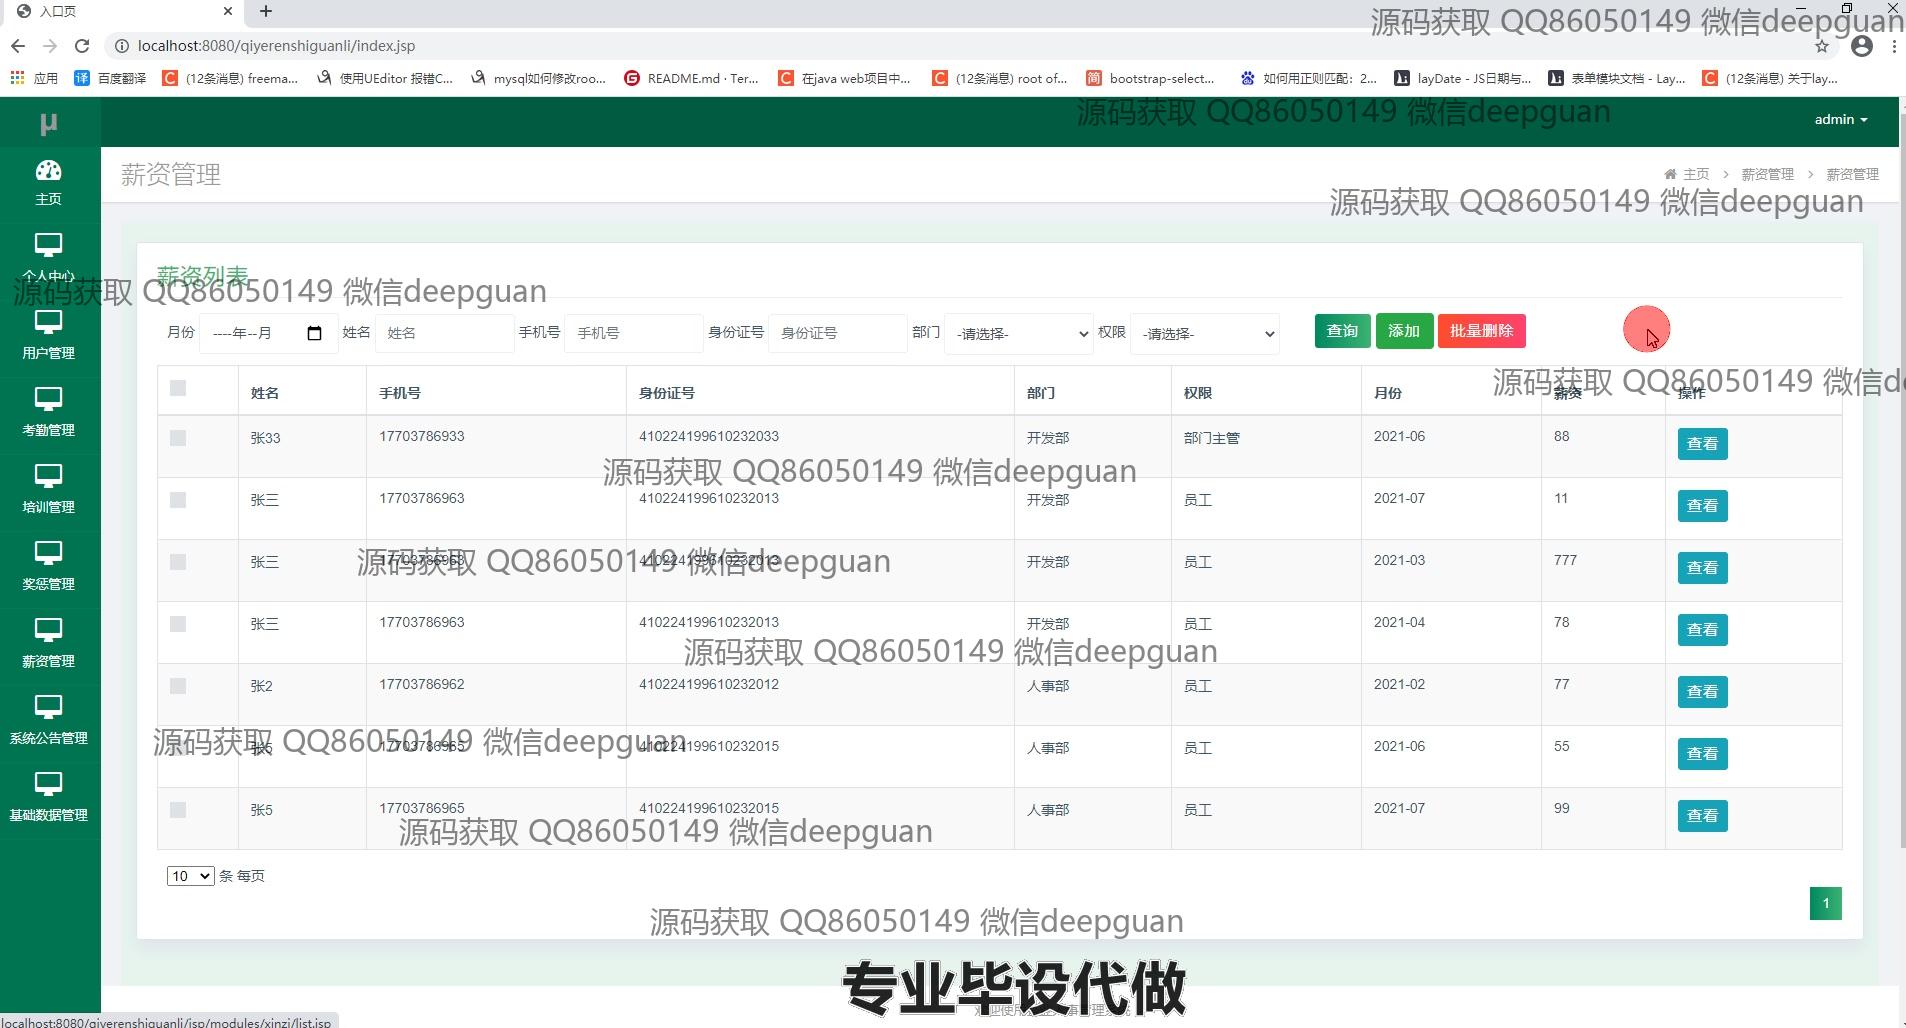 入口页
源码获取 QQ86050149 微信deepguan
localhost:8080/qiyerenshiguanli/index.jsp
应用 百度翻译 (12条消息) freema... 使用UEditor 报错C... mysql如何修改roo... README.md · Ter... 在java web项目中... (12条消息) root of... bootstrap-select... 如何用正则匹配：2... layDate - JS日期与... 表单模块文档 - Lay... (12条消息) 关于lay...
源码获取 QQ86050149 微信deepguan
μ
admin
主页
薪资管理
主页 > 薪资管理 > 薪资管理
源码获取 QQ86050149 微信deepguan
个人中心
薪资列表
源码获取 QQ86050149 微信deepguan
月份 ----年--月 姓名 姓名 手机号 手机号 身份证号 身份证号 部门 -请选择- 权限 -请选择- 查询 添加 批量删除
用户管理
源码获取 QQ86050149 微信de
姓名 手机号 身份证号 部门 权限 月份 薪资 操作
考勤管理
张33 17703786933 410224199610232033 开发部 部门主管 2021-06 88 查看
源码获取 QQ86050149 微信deepguan
张三 17703786963 410224199610232013 开发部 员工 2021-07 11 查看
培训管理
张三 17703786963 410224199610232013 开发部 员工 2021-03 777 查看
源码获取 QQ86050149 微信deepguan
奖惩管理
张三 17703786963 410224199610232013 开发部 员工 2021-04 78 查看
源码获取 QQ86050149 微信deepguan
薪资管理
张2 17703786962 410224199610232012 人事部 员工 2021-02 77 查看
系统公告管理
张5 17703786965 410224199610232015 人事部 员工 2021-06 55 查看
源码获取 QQ86050149 微信deepguan
基础数据管理
张5 17703786965 410224199610232015 人事部 员工 2021-07 99 查看
源码获取 QQ86050149 微信deepguan
10 条 每页
1
源码获取 QQ86050149 微信deepguan
专业毕设代做
localhost:8080/qiyerenshiguanli/jsp/modules/xinzi/list.jsp